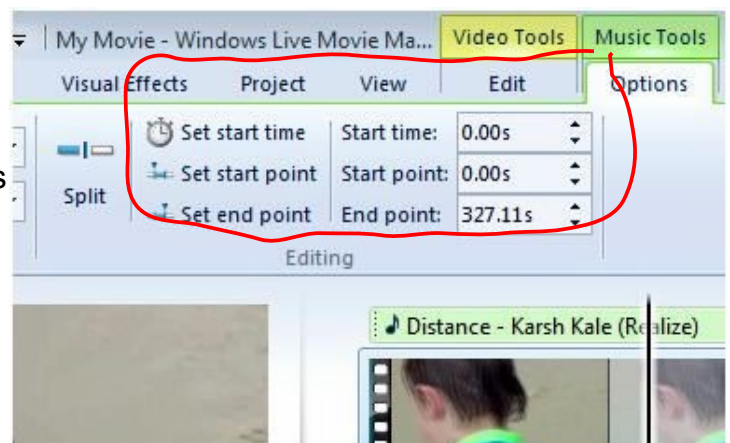 My Movie - Windows Live Movie Ma... Video Tools Music Tools
Visual Effects Project View Edit Options
Set start time Start time: 0.00s
s Set start point Start point: 0.00s
Split Set end point End point: 327.11s
Editing
Distance - Karsh Kale (Realize)